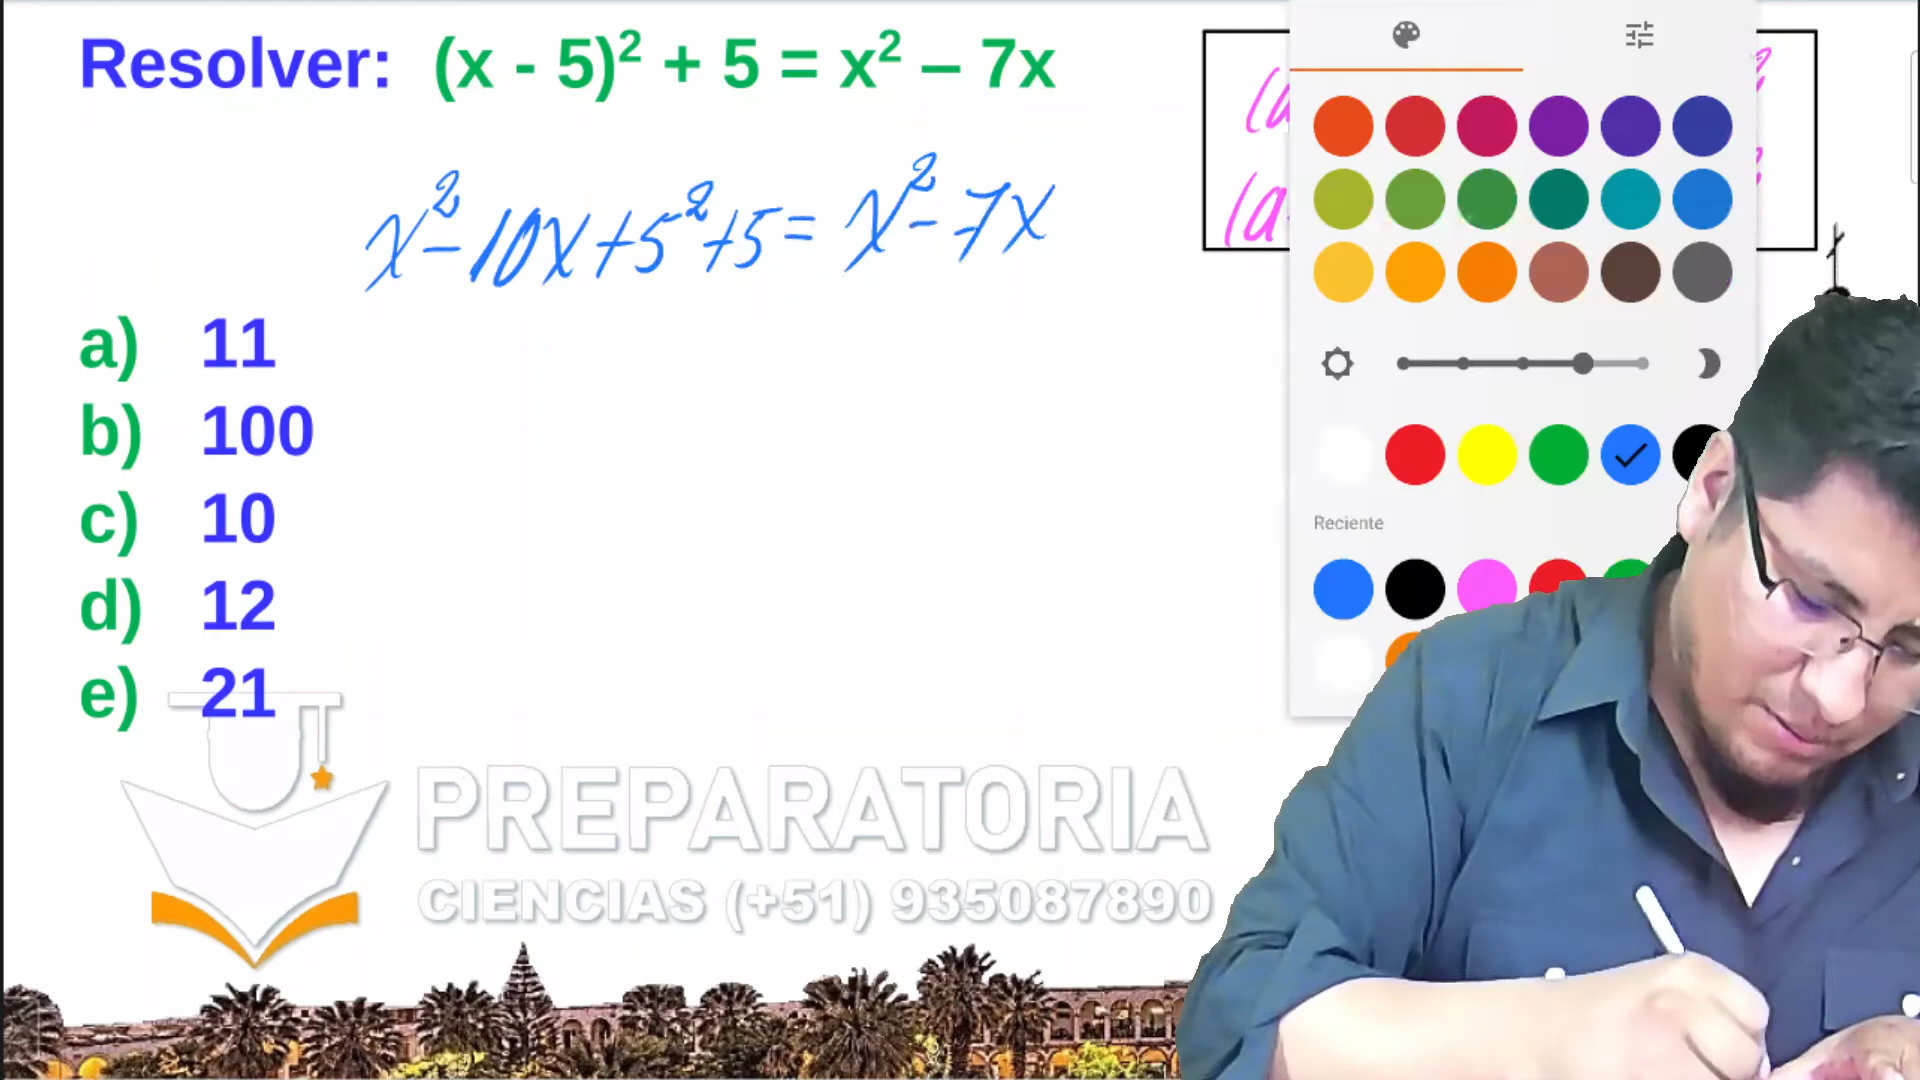 Resolver: (x - 5)² + 5 = x² – 7x
x² - 10x + 5² + 5 = x² - 7x
a) 11
b) 100
c) 10
d) 12
e) 21
Reciente
PREPARATORIA
CIENCIAS (+51) 935087890